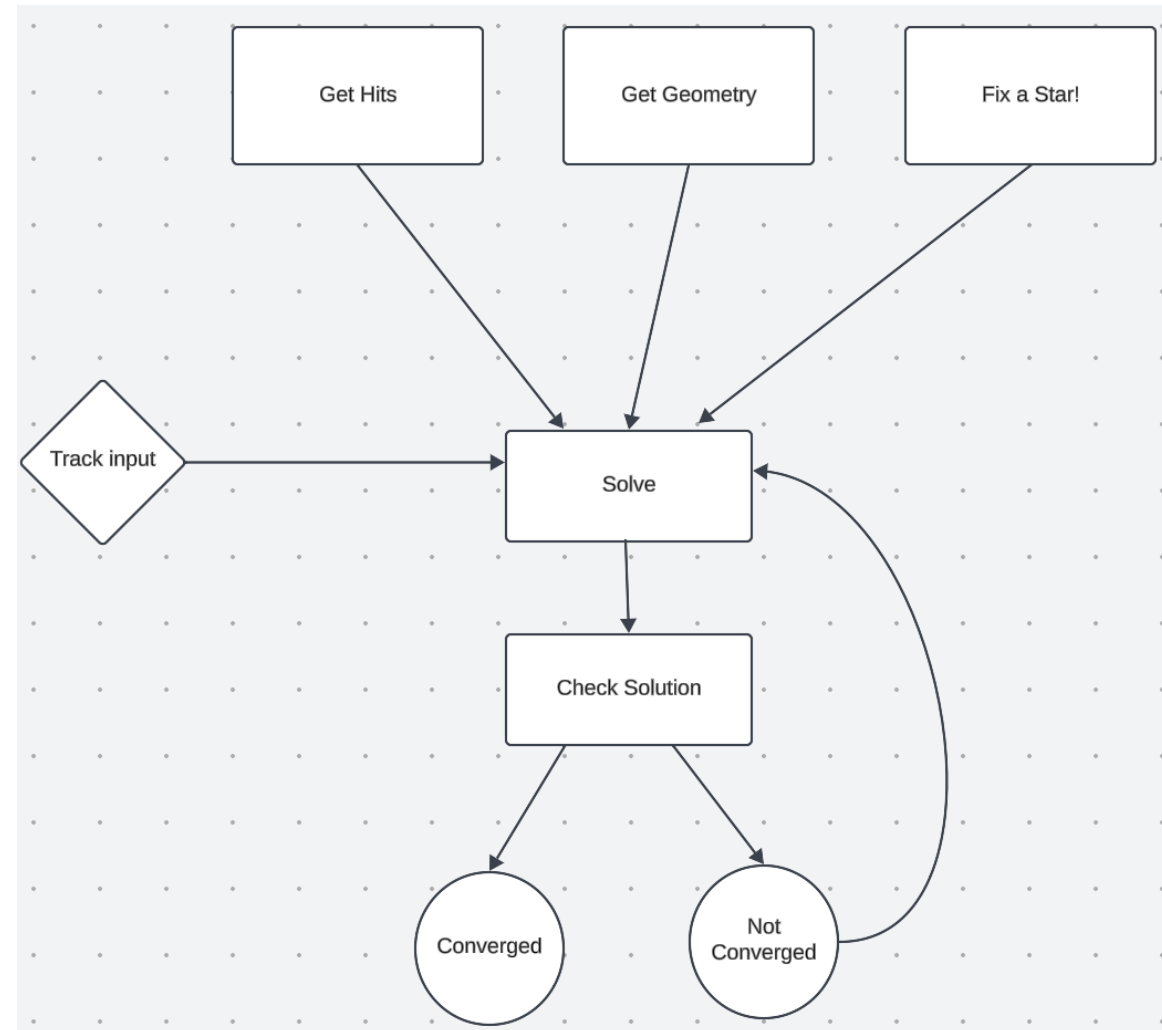 Get Hits
Get Geometry
Fix a Star!
Track input
Solve
Check Solution
Converged
Not
Converged